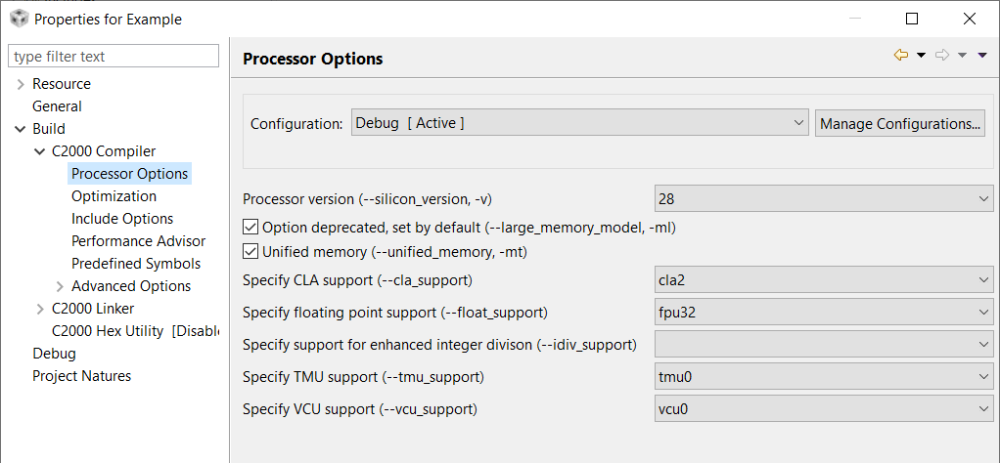 Properties for Example
type filter text
Resource
General
Build
C2000 Compiler
Processor Options
Optimization
Include Options
Performance Advisor
Predefined Symbols
Advanced Options
C2000 Linker
C2000 Hex Utility [Disabl
Debug
Project Natures
Processor Options
Configuration: Debug [ Active ] Manage Configurations...
Processor version (--silicon_version, -v) 28
Option deprecated, set by default (--large_memory_model, -ml)
Unified memory (--unified_memory, -mt)
Specify CLA support (--cla_support) cla2
Specify floating point support (--float_support) fpu32
Specify support for enhanced integer divison (--idiv_support)
Specify TMU support (--tmu_support) tmu0
Specify VCU support (--vcu_support) vcu0